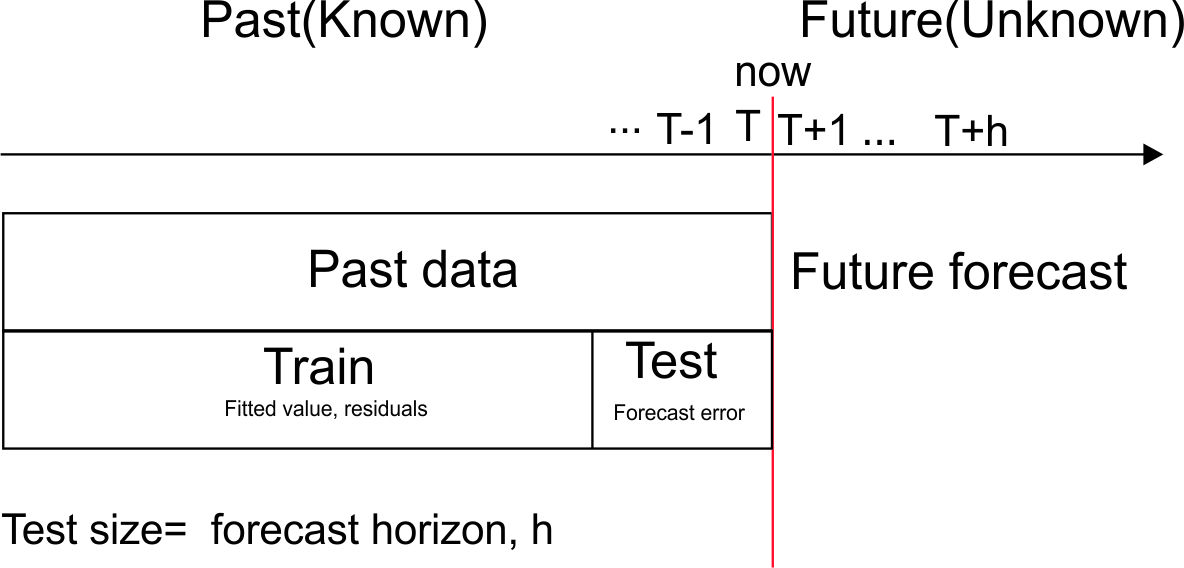 Past(Known)
Future(Unknown)
now
... T-1 T T+1 ... T+h
Past data
Future forecast
Train
Fitted value, residuals
Test
Forecast error
Test size= forecast horizon, h